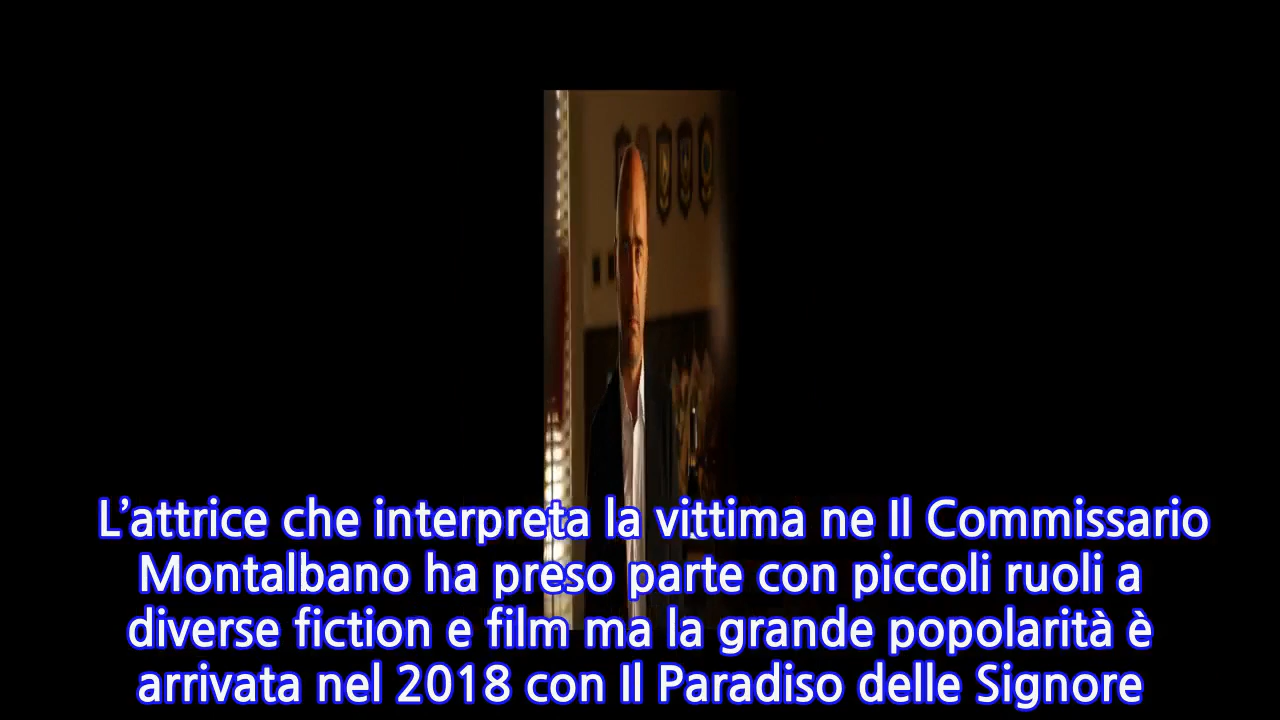 L’attrice che interpreta la vittima ne Il Commissario
Montalbano ha preso parte con piccoli ruoli a
diverse fiction e film ma la grande popolarità è
arrivata nel 2018 con Il Paradiso delle Signore